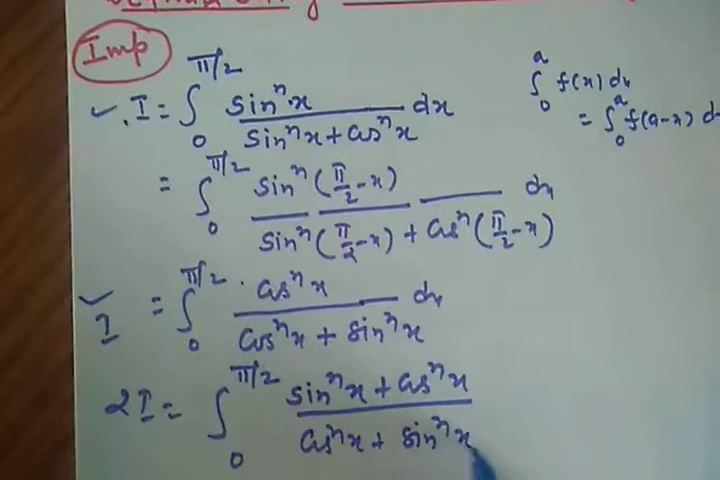 Imp
I = ∫₀^π/2 sinⁿx / sinⁿx + cosⁿx dx
∫₀^a f(x) dx
= ∫₀^a f(a-x) d
= ∫₀^π/2 sinⁿ(π/2 - x) / sinⁿ(π/2 - x) + cosⁿ(π/2 - x) dx
I = ∫₀^π/2 cosⁿx / cosⁿx + sinⁿx dx
2I = ∫₀^π/2 sinⁿx + cosⁿx / cosⁿx + sinⁿx